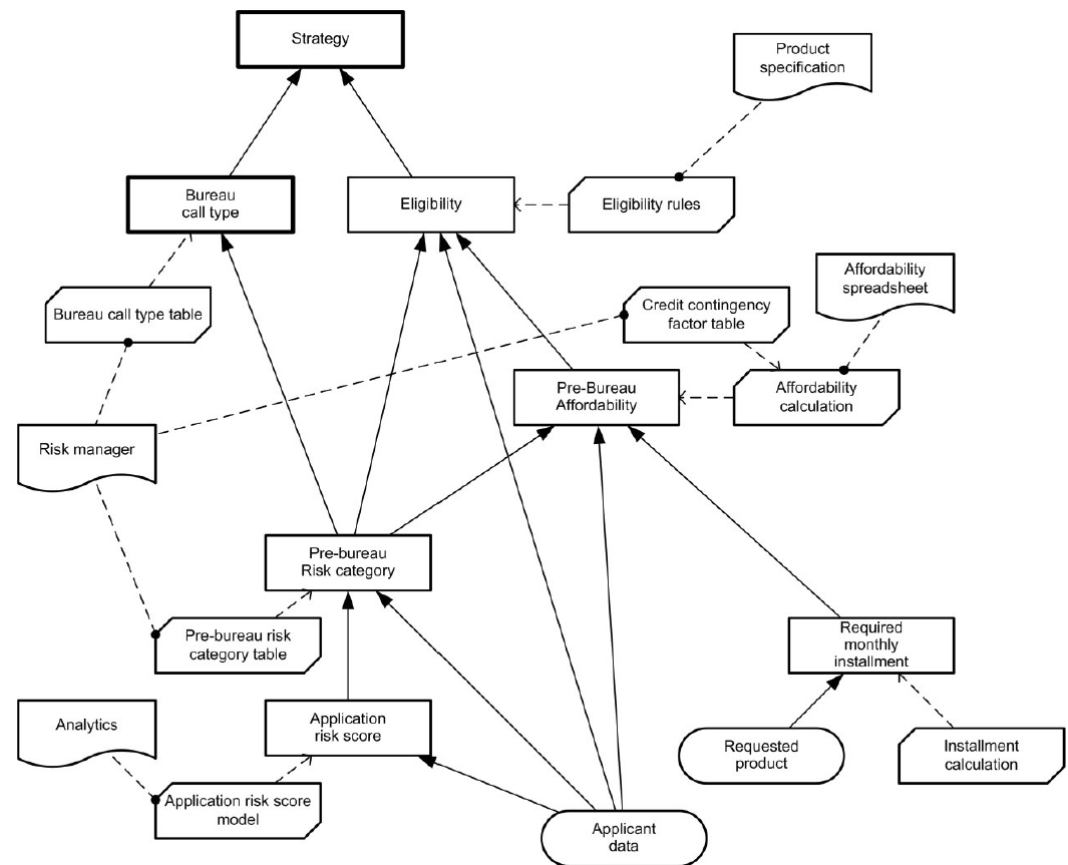 Strategy
Product
specification
Bureau
call type
Eligibility
Eligibility rules
Affordability
spreadsheet
Bureau call type table
Credit contingency
factor table
Pre-Bureau
Affordability
Affordability
calculation
Risk manager
Pre-bureau
Risk category
Pre-bureau risk
category table
Required
monthly
installment
Analytics
Application
risk score
Requested
product
Installment
calculation
Application risk score
model
Applicant
data